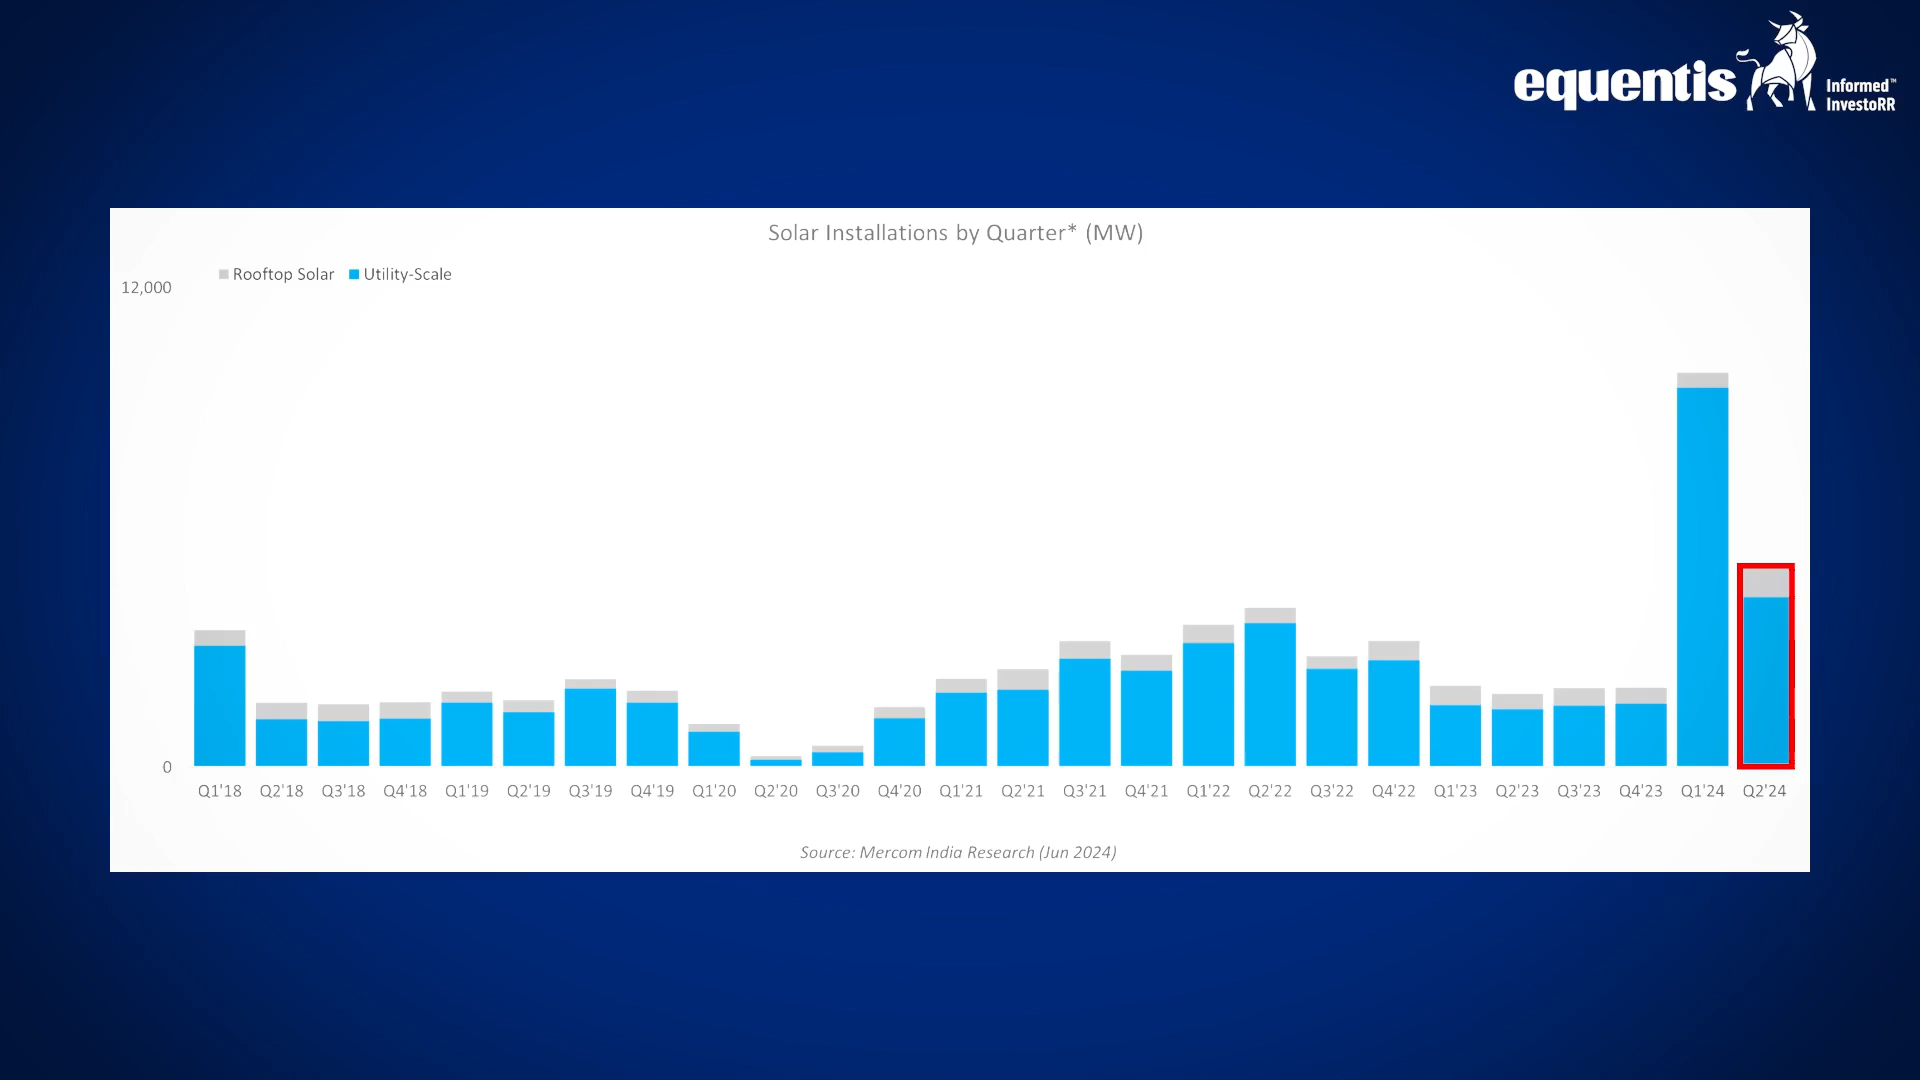 equentis
Informed™
InvestoRR
Solar Installations by Quarter* (MW)
Rooftop Solar Utility-Scale
12,000
0
Q1'18 Q2'18 Q3'18 Q4'18 Q1'19 Q2'19 Q3'19 Q4'19 Q1'20 Q2'20 Q3'20 Q4'20 Q1'21 Q2'21 Q3'21 Q4'21 Q1'22 Q2'22 Q3'22 Q4'22 Q1'23 Q2'23 Q3'23 Q4'23 Q1'24 Q2'24
Source: Mercom India Research (Jun 2024)